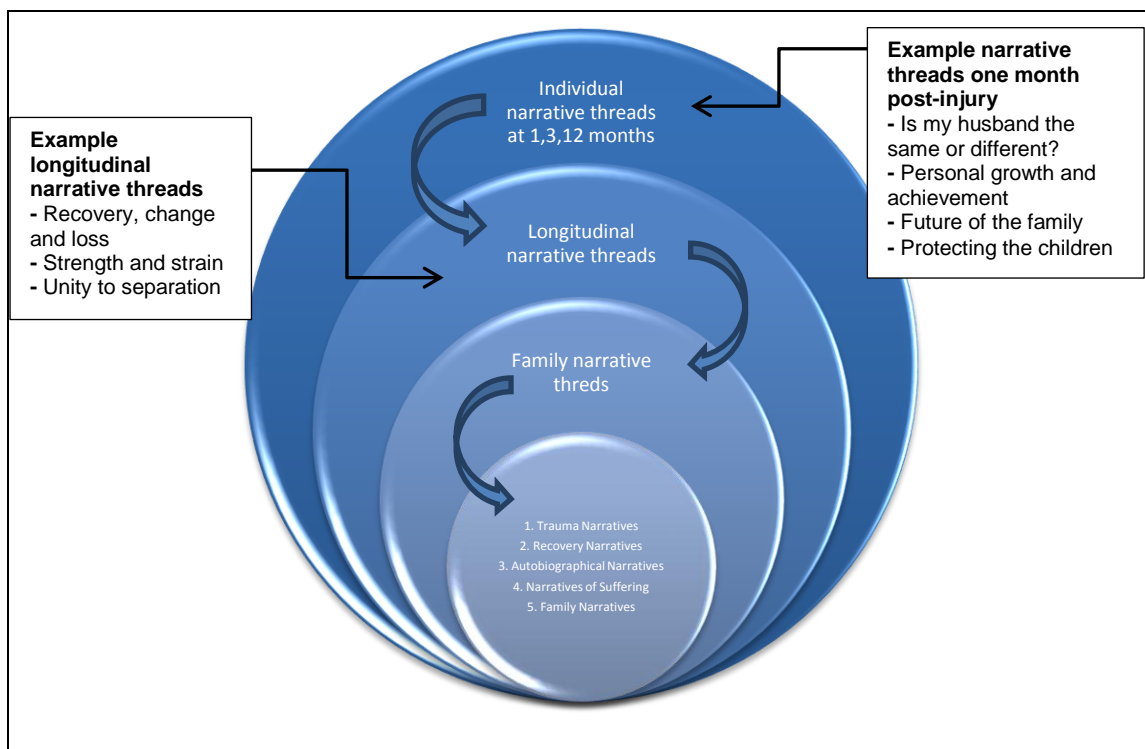 Example
longitudinal
narrative threads
- Recovery, change
and loss
- Strength and strain
- Unity to separation
Individual
narrative threads
at 1,3,12 months
Example narrative
threads one month
post-injury
- Is my husband the
same or different?
- Personal growth and
achievement
- Future of the family
- Protecting the children
Longitudinal
narrative threads
Family narrative
threds
1. Trauma Narratives
2. Recovery Narratives
3. Autobiographical Narratives
4. Narratives of Suffering
5. Family Narratives